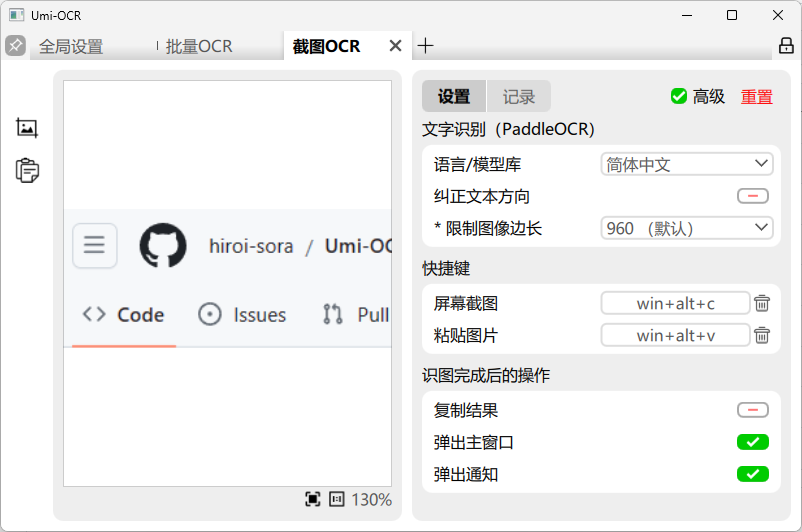 Umi-OCR
全局设置
批量OCR
截图OCR
hiroi-sora / Umi-OC
Code
Issues
Pull
130%
设置
记录
高级
重置
文字识别（PaddleOCR）
语言/模型库
简体中文
纠正文本方向
* 限制图像边长
960 （默认）
快捷键
屏幕截图
win+alt+c
粘贴图片
win+alt+v
识图完成后的操作
复制结果
弹出主窗口
弹出通知